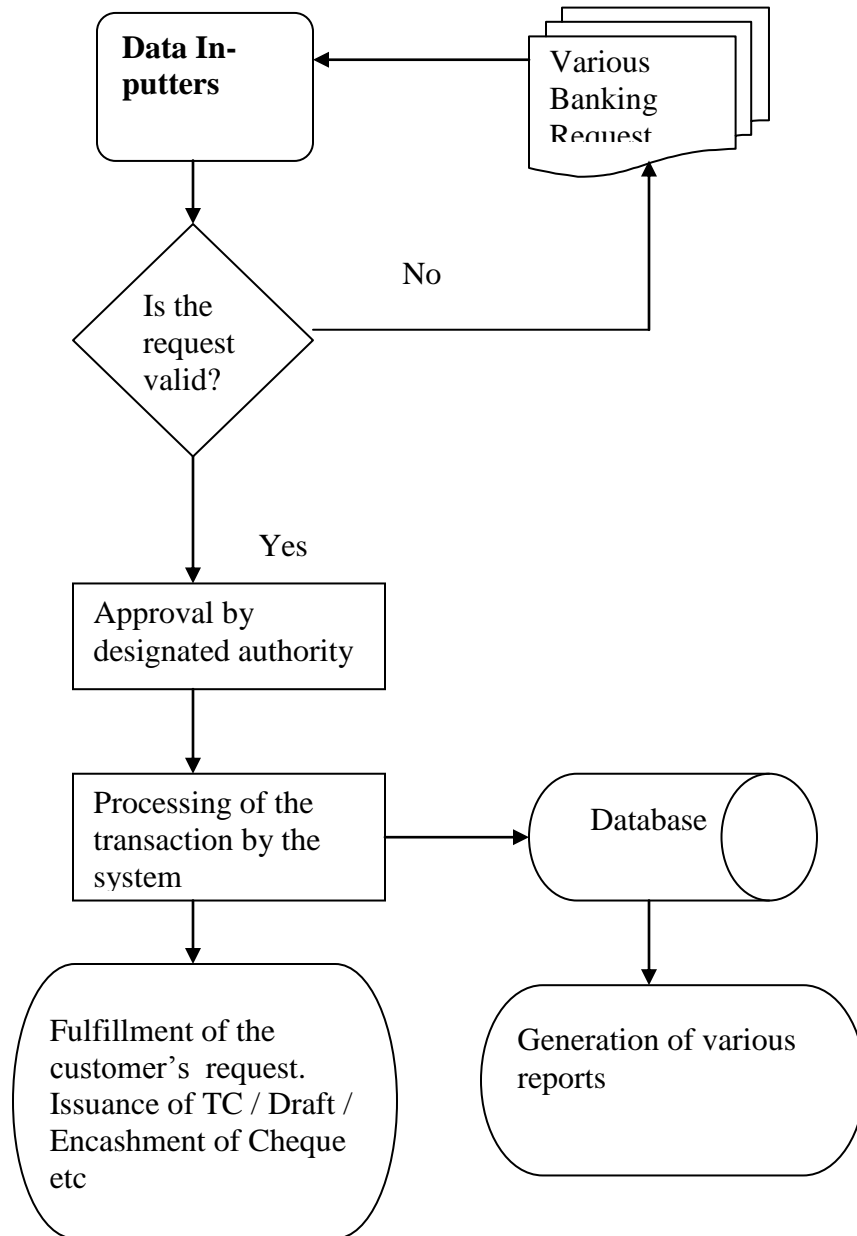 Data In-
putters
Various
Banking
Request
No
Is the
request
valid?
Yes
Approval by
designated authority
Processing of the
transaction by the
system
Database
Fulfillment of the
customer’s  request.
Issuance of TC / Draft /
Encashment of Cheque
etc
Generation of various
reports